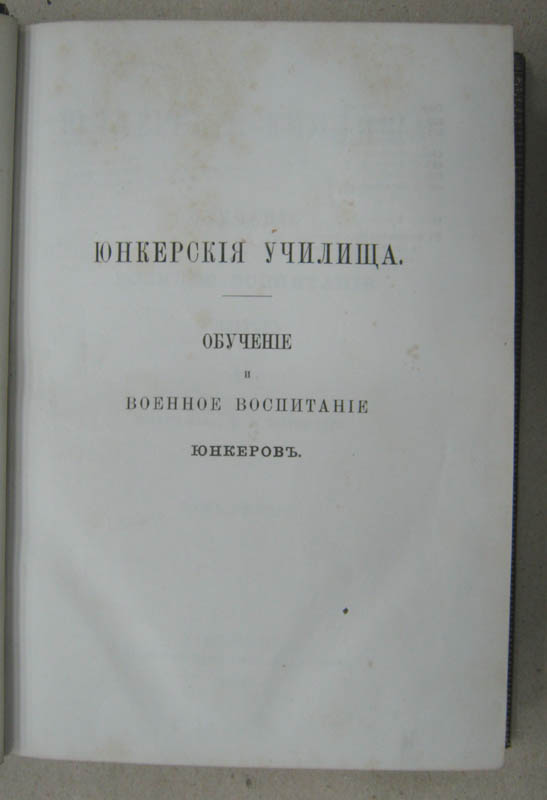 ЮНКЕРСКІЯ УЧИЛИЩА.
ОБУЧЕНІЕ
и
ВОЕННОЕ ВОСПИТАНІЕ
ЮНКЕРОВЪ.